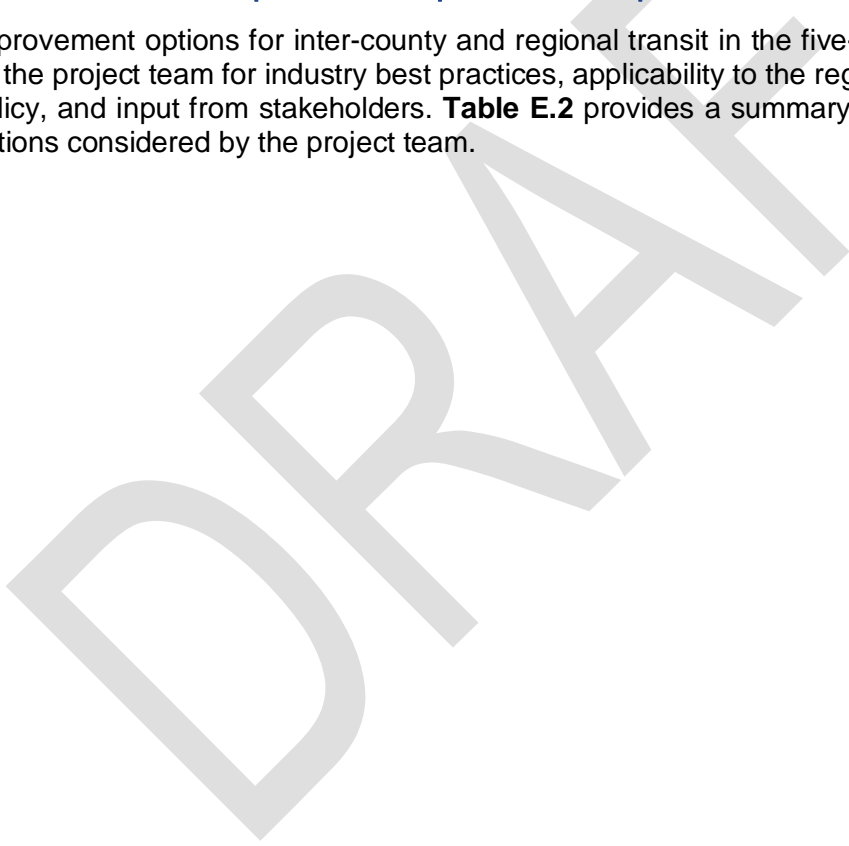 provement options for inter-county and regional transit in the five-
the project team for industry best practices, applicability to the reg
licy, and input from stakeholders. Table E.2 provides a summary
tions considered by the project team.
DRAF